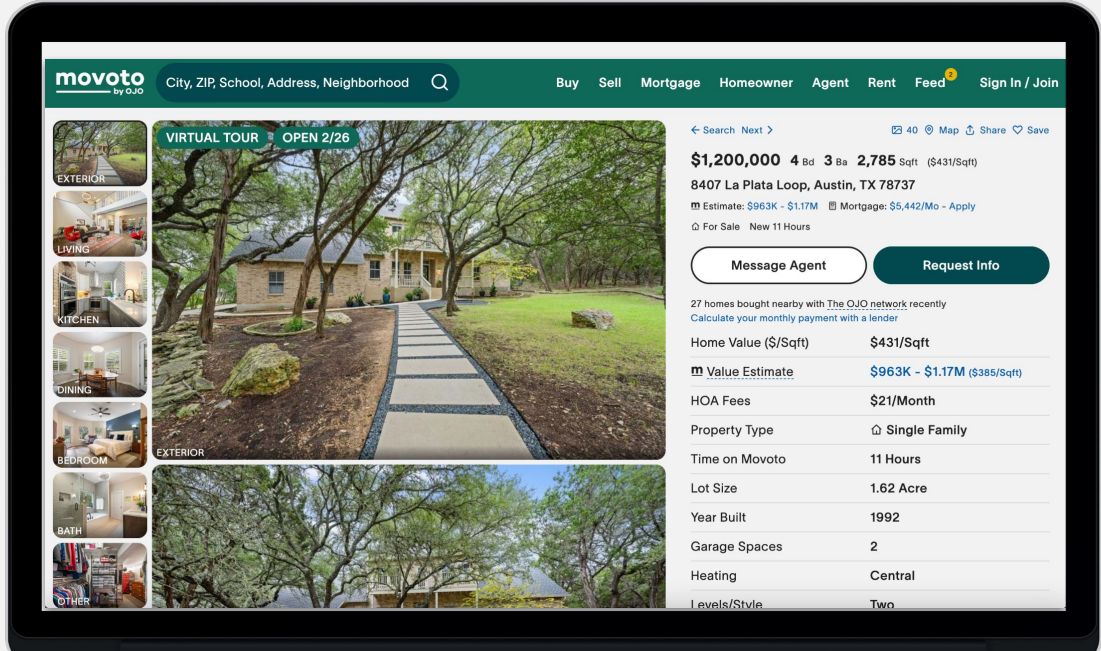 movoto
by OJO
City, ZIP, School, Address, Neighborhood
Buy Sell Mortgage Homeowner Agent Rent Feed 2 Sign In / Join
EXTERIOR
LIVING
KITCHEN
DINING
BEDROOM
BATH
OTHER
VIRTUAL TOUR OPEN 2/26
EXTERIOR
Search Next 40 Map Share Save
$1,200,000 4 Bd 3 Ba 2,785 Sqft ($431/Sqft)
8407 La Plata Loop, Austin, TX 78737
m Estimate: $963K - $1.17M Mortgage: $5,442/Mo - Apply
For Sale New 11 Hours
Message Agent Request Info
27 homes bought nearby with The OJO network recently
Calculate your monthly payment with a lender
Home Value ($/Sqft) $431/Sqft
m Value Estimate $963K - $1.17M ($385/Sqft)
HOA Fees $21/Month
Property Type Single Family
Time on Movoto 11 Hours
Lot Size 1.62 Acre
Year Built 1992
Garage Spaces 2
Heating Central
Levels/Style Two